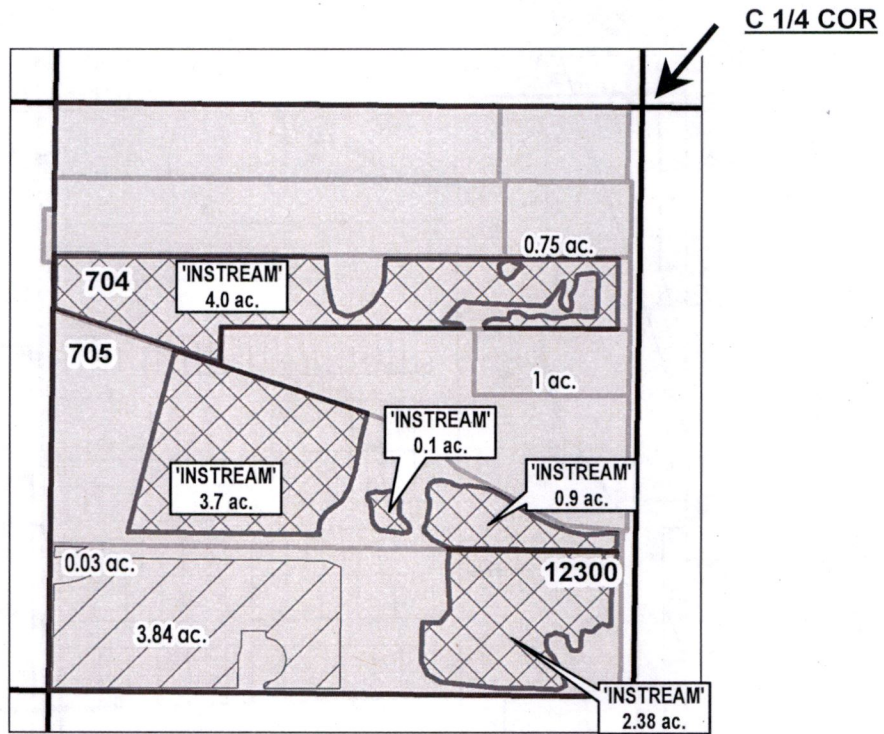 C 1/4 COR
0.75 ac.
704
'INSTREAM'
4.0 ac.
705
1 ac.
'INSTREAM'
0.1 ac.
'INSTREAM'
3.7 ac.
'INSTREAM'
0.9 ac.
0.03 ac.
12300
3.84 ac.
'INSTREAM'
2.38 ac.